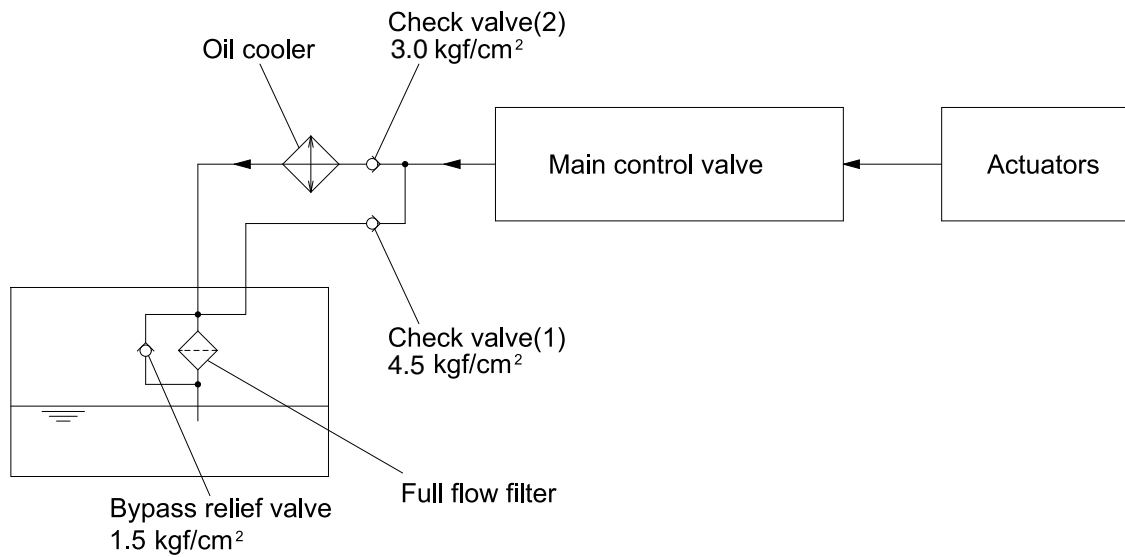 Check valve(2)
3.0 kgf/cm²
Oil cooler
Main control valve
Actuators
Check valve(1)
4.5 kgf/cm²
Full flow filter
Bypass relief valve
1.5 kgf/cm²